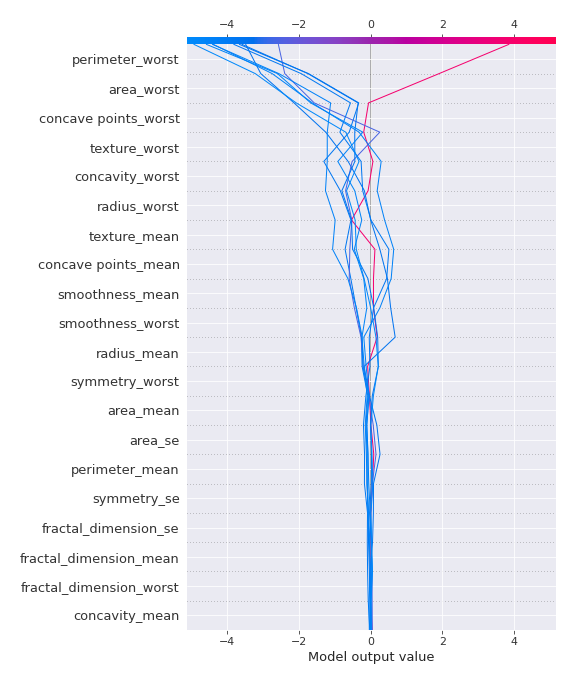 −4 −2 0 2 4
perimeter_worst
area_worst
concave points_worst
texture_worst
concavity_worst
radius_worst
texture_mean
concave points_mean
smoothness_mean
smoothness_worst
radius_mean
symmetry_worst
area_mean
area_se
perimeter_mean
symmetry_se
fractal_dimension_se
fractal_dimension_mean
fractal_dimension_worst
concavity_mean
−4 −2 0 2 4
Model output value